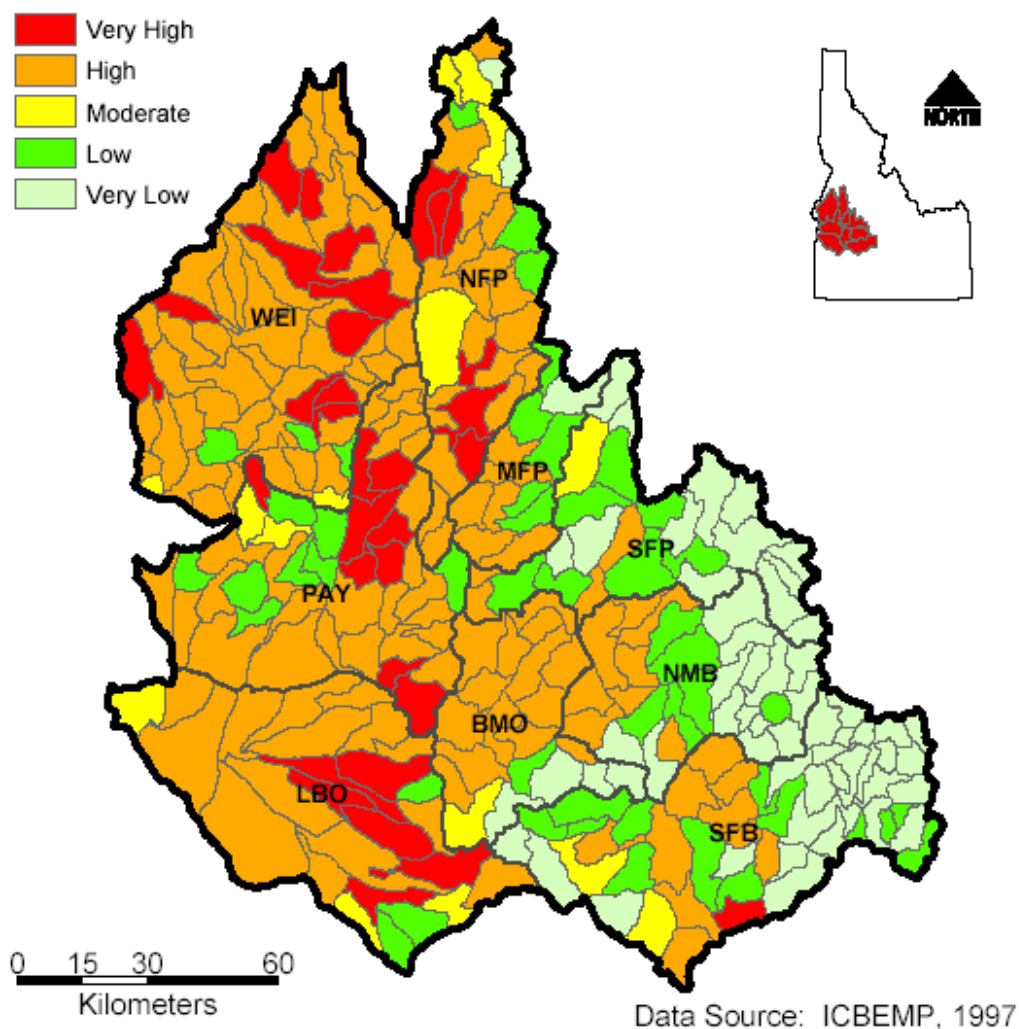 Very High
High
Moderate
Low
Very Low
NORTH
NFP
WEI
MFP
SFP
PAY
NMB
BMO
LBO
SFB
0 15 30 60
Kilometers
Data Source: ICBEMP, 1997